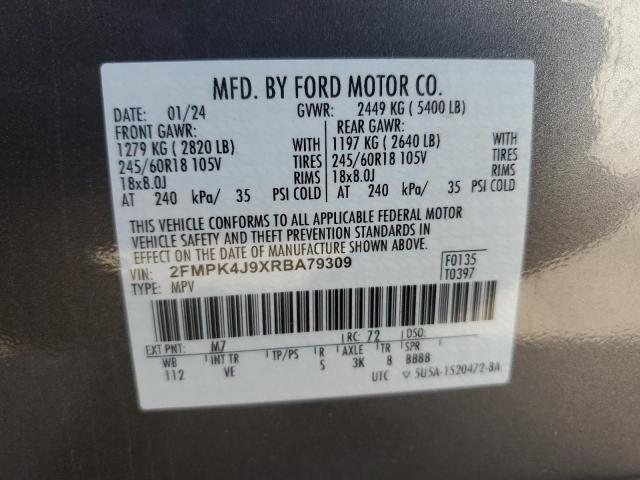 MFD. BY FORD MOTOR CO.
DATE: 01/24 GVWR: 2449 KG ( 5400 LB)
FRONT GAWR: REAR GAWR:
1279 KG ( 2820 LB) WITH 1197 KG ( 2640 LB) WITH
245/60R18 105V TIRES 245/60R18 105V TIRES
18x8.0J RIMS 18x8.0J RIMS
AT 240 kPa/ 35 PSI COLD AT 240 kPa/ 35 PSI COLD
THIS VEHICLE CONFORMS TO ALL APPLICABLE FEDERAL MOTOR
VEHICLE SAFETY AND THEFT PREVENTION STANDARDS IN
EFFECT ON THE DATE OF MANUFACTURE SHOWN ABOVE.
VIN: 2FMPK4J9XRBA79309 F0135
TYPE: MPV T0397
EXT PNT: M7 RC: 72 DSO:
WB INT TR TP/PS R AXLE TR SPR
112 VE S 3K 8 BBBB
UTC ▽ 5U5A-1520472-BA